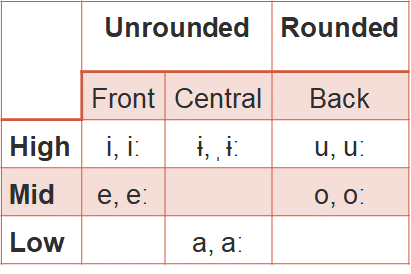 Unrounded Rounded
Front Central Back
High i, iː ɨ, ˌ ɨː u, uː
Mid e, eː o, oː
Low a, aː